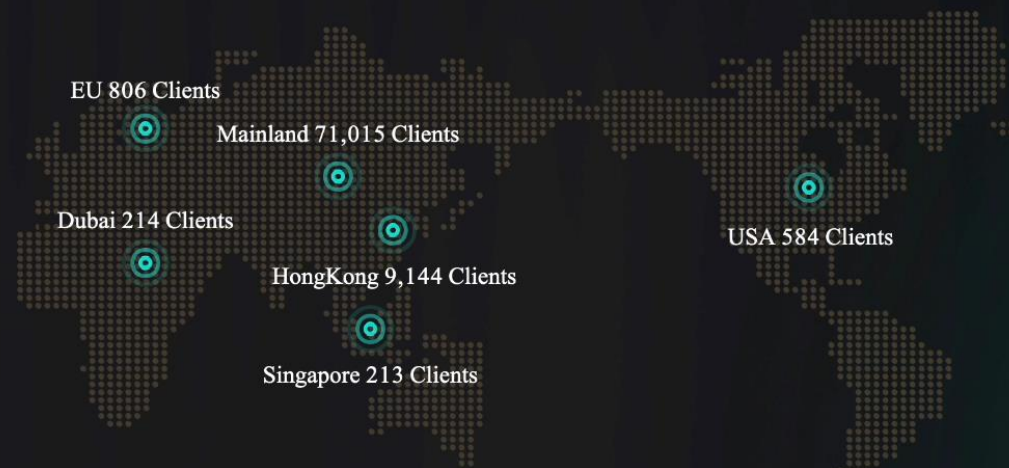 EU 806 Clients
Mainland 71,015 Clients
Dubai 214 Clients
USA 584 Clients
HongKong 9,144 Clients
Singapore 213 Clients